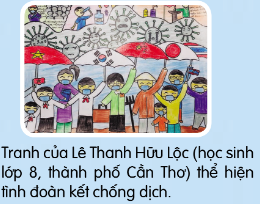 Tranh của Lê Thanh Hữu Lộc (học sinh
lớp 8, thành phố Cần Thơ) thể hiện
tình đoàn kết chống dịch.